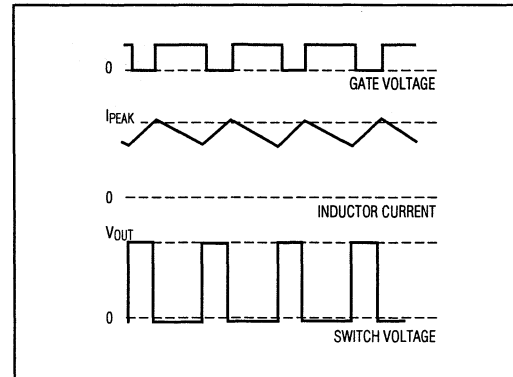 0
GATE VOLTAGE
IPEAK
0
INDUCTOR CURRENT
VOUT
0
SWITCH VOLTAGE